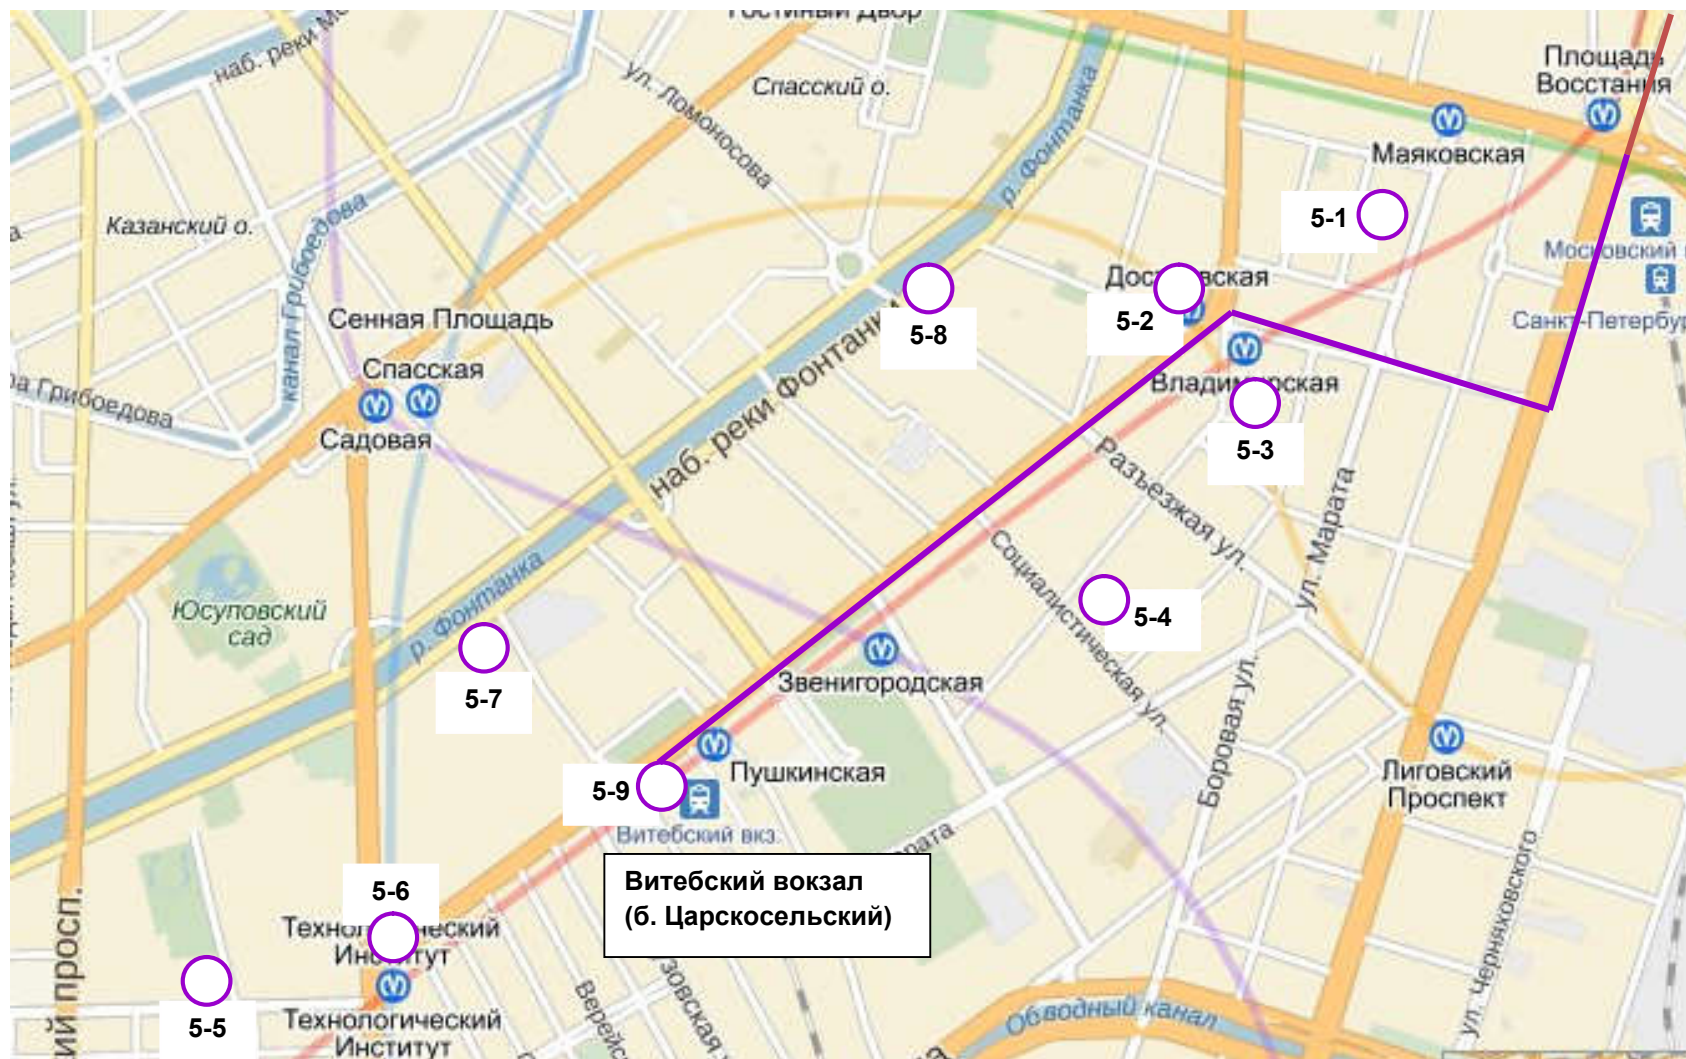 Гостиный Двор
наб. реки
ул. Ломоносова
Спасский о.
р. Фонтанка
Площадь
Восстания
Маяковская
5-1
Казанский о.
канал Грибоедова
Московский
Санкт-Петербур
5-2
5-8
Сенная Площадь
Спасская
Владимирская
5-3
Грибоедова
Садовая
наб. реки Фонтанки
Разъезжая ул.
ул. Марата
Социалистическая ул.
р. Фонтанка
Юсуповский
сад
5-4
5-7
Звенигородская
Боровая ул.
Пушкинская
Лиговский
Проспект
5-9
Витебский вкз.
Витебский вокзал
(б. Царскосельский)
ул. Черняховского
5-6
Технологический
Институт
5-5
Технологический
Институт
Обводный канал